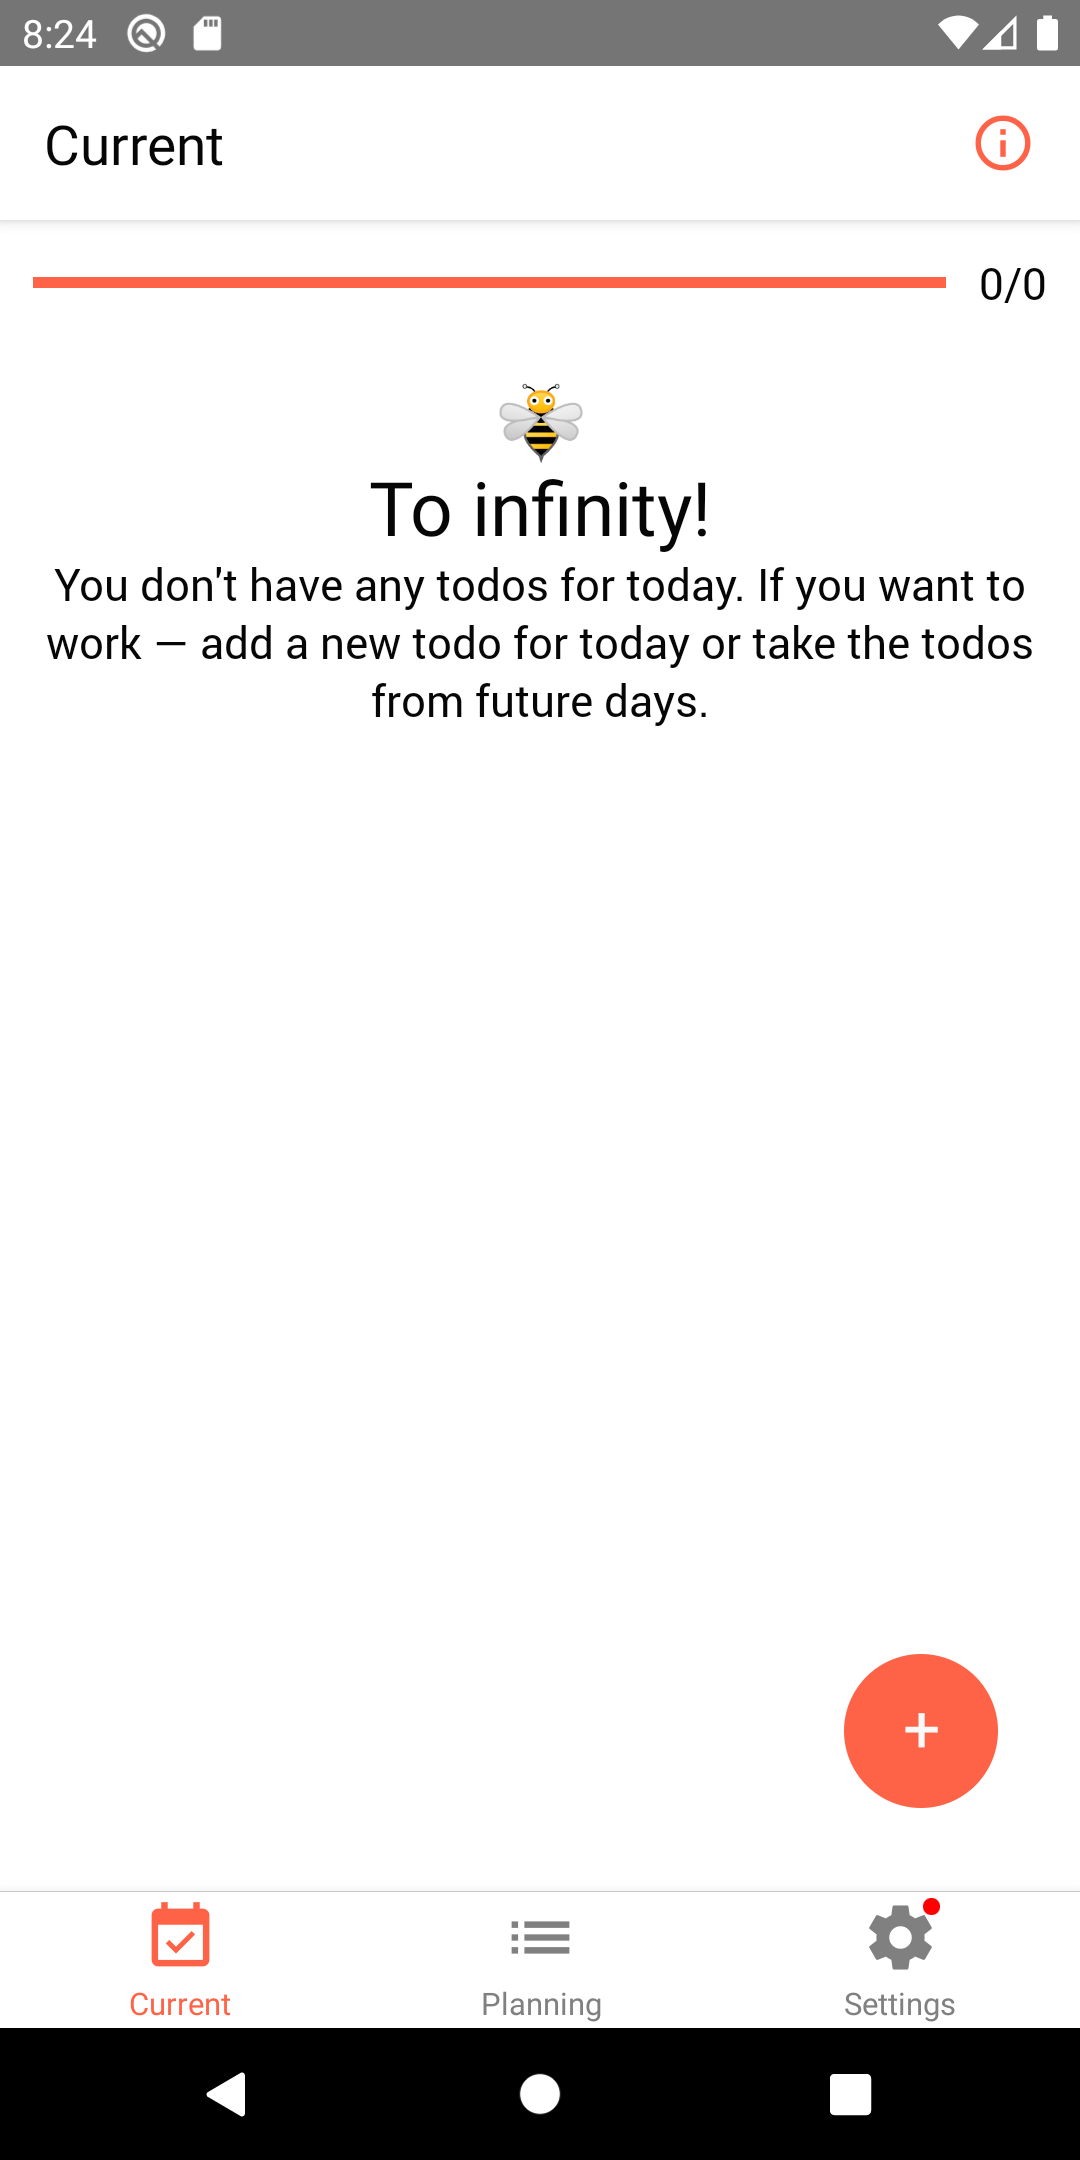 8:24
Current
0/0
To infinity!
You don't have any todos for today. If you want to
work — add a new todo for today or take the todos
from future days.
+
Current
Planning
Settings